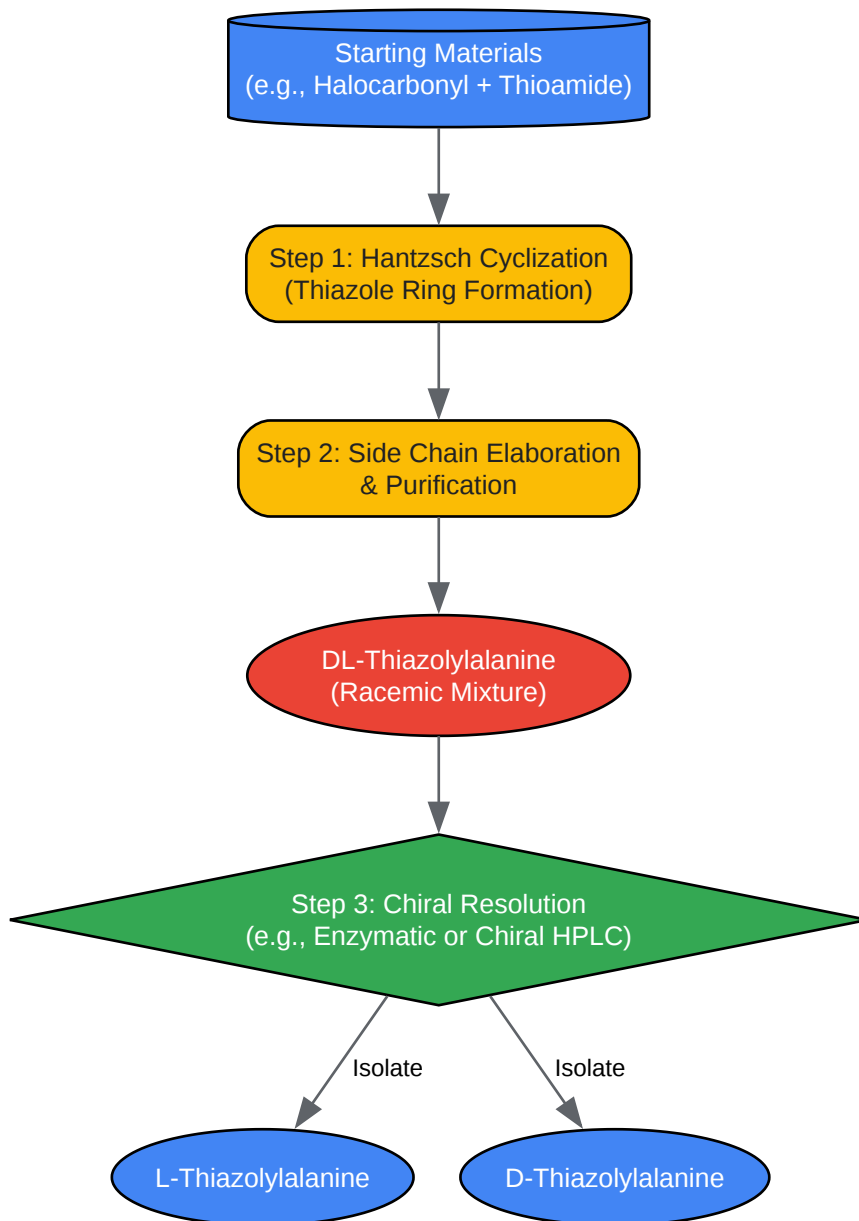 Starting Materials
(e.g., Halocarbonyl + Thioamide)
Step 1: Hantzsch Cyclization
(Thiazole Ring Formation)
Step 2: Side Chain Elaboration
& Purification
DL-Thiazolylalanine
(Racemic Mixture)
Step 3: Chiral Resolution
(e.g., Enzymatic or Chiral HPLC)
Isolate
Isolate
L-Thiazolylalanine
D-Thiazolylalanine